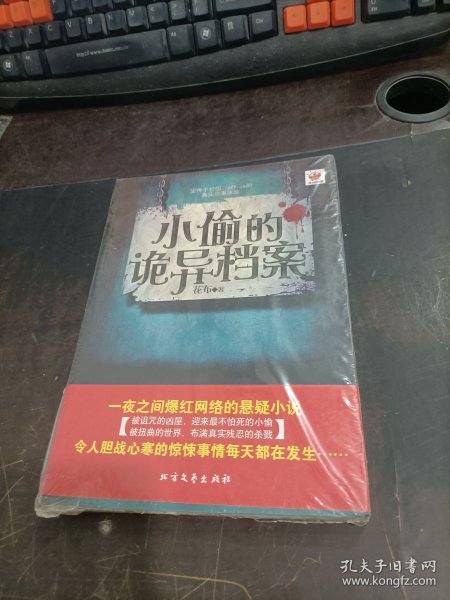 小偷的
诡异档案
花布 著
一夜之间爆红网络的悬疑小说
被诅咒的凶屋，迎来最不怕死的小偷
【被扭曲的世界、布满真实残忍的杀戮】
令人胆战心寒的惊悚事情每天都在发生……
北方文艺出版社
孔夫子旧书网
www.kongfz.com